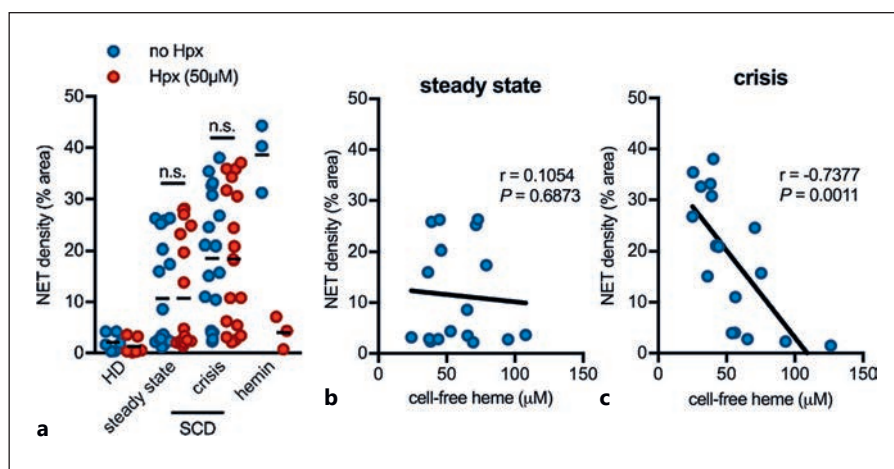 no Hpx
Hpx (50μM)
NET density (% area)
50
40
30
20
10
0
n.s.
n.s.
HD
steady state
crisis
hemin
SCD
a
steady state
NET density (% area)
50
40
30
20
10
0
r = 0.1054
P = 0.6873
0
50
100
150
cell-free heme (μM)
b
crisis
NET density (% area)
50
40
30
20
10
0
r = -0.7377
P = 0.0011
0
50
100
150
cell-free heme (μM)
c